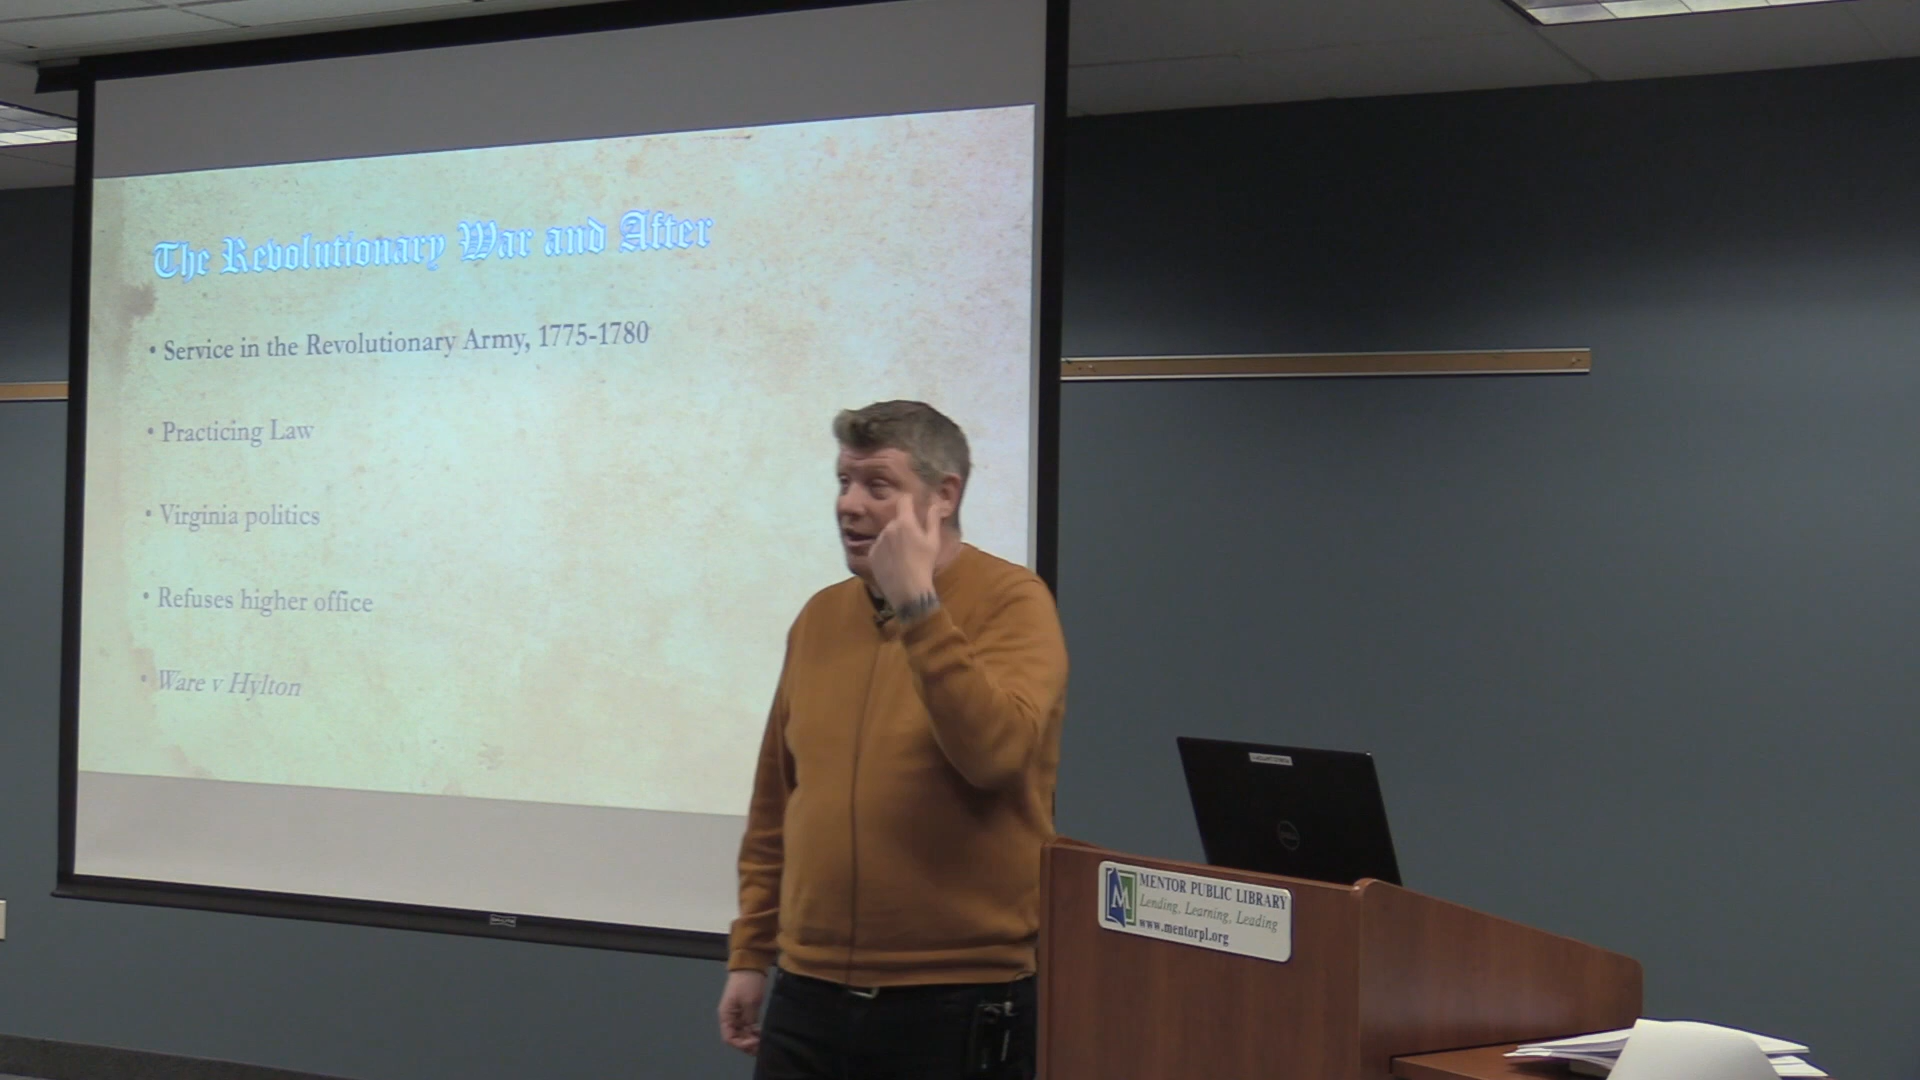 The Revolutionary War and After
• Service in the Revolutionary Army, 1775-1780
• Practicing Law
• Virginia politics
• Refuses higher office
• Ware v Hylton
MENTOR PUBLIC LIBRARY
Lending, Learning, Leading
www.mentorpl.org
M
DELL